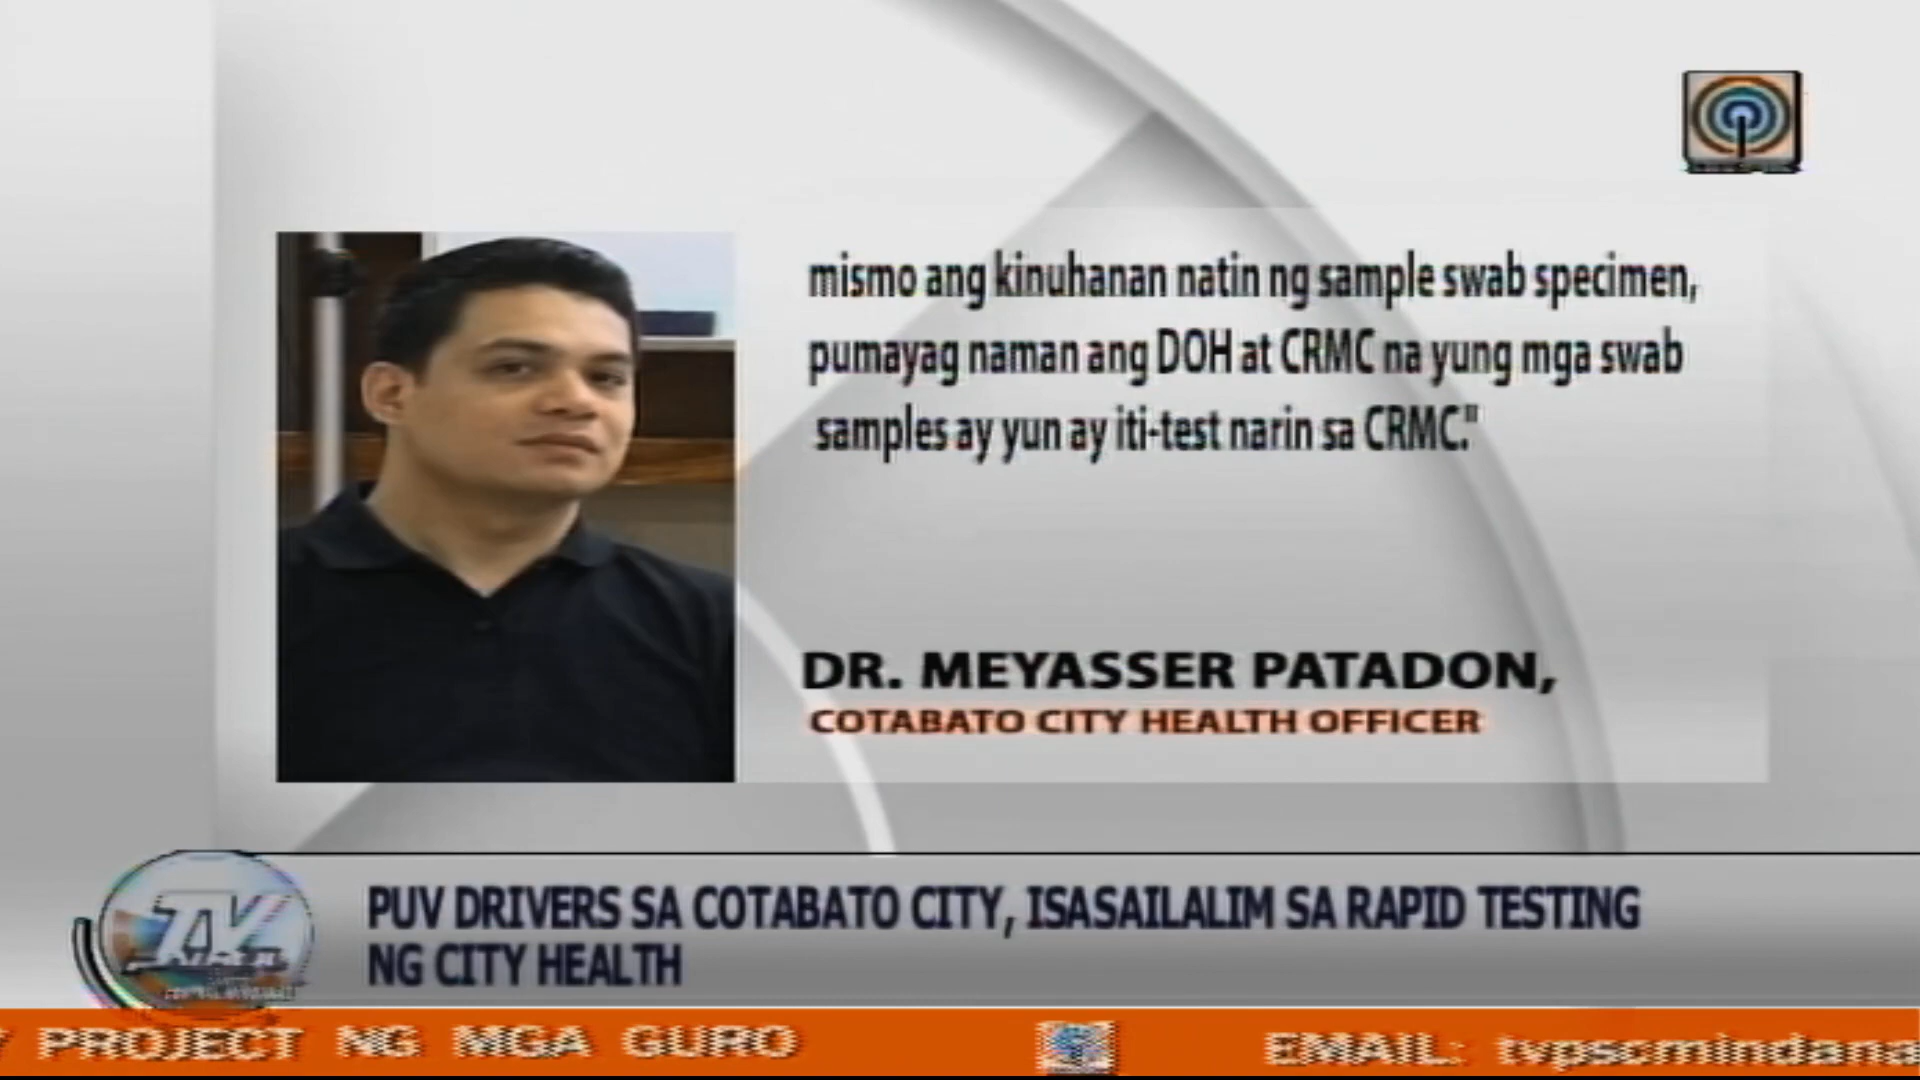 mismo ang kinuhanan natin ng sample swab specimen,
pumayag naman ang DOH at CRMC na yung mga swab
samples ay yun ay iti-test narin sa CRMC."
DR. MEYASSER PATADON,
COTABATO CITY HEALTH OFFICER
TV
PUV DRIVERS SA COTABATO CITY, ISASAILALIM SA RAPID TESTING
NG CITY HEALTH
PROJECT NG MGA GURO
EMAIL: tvpscmindana